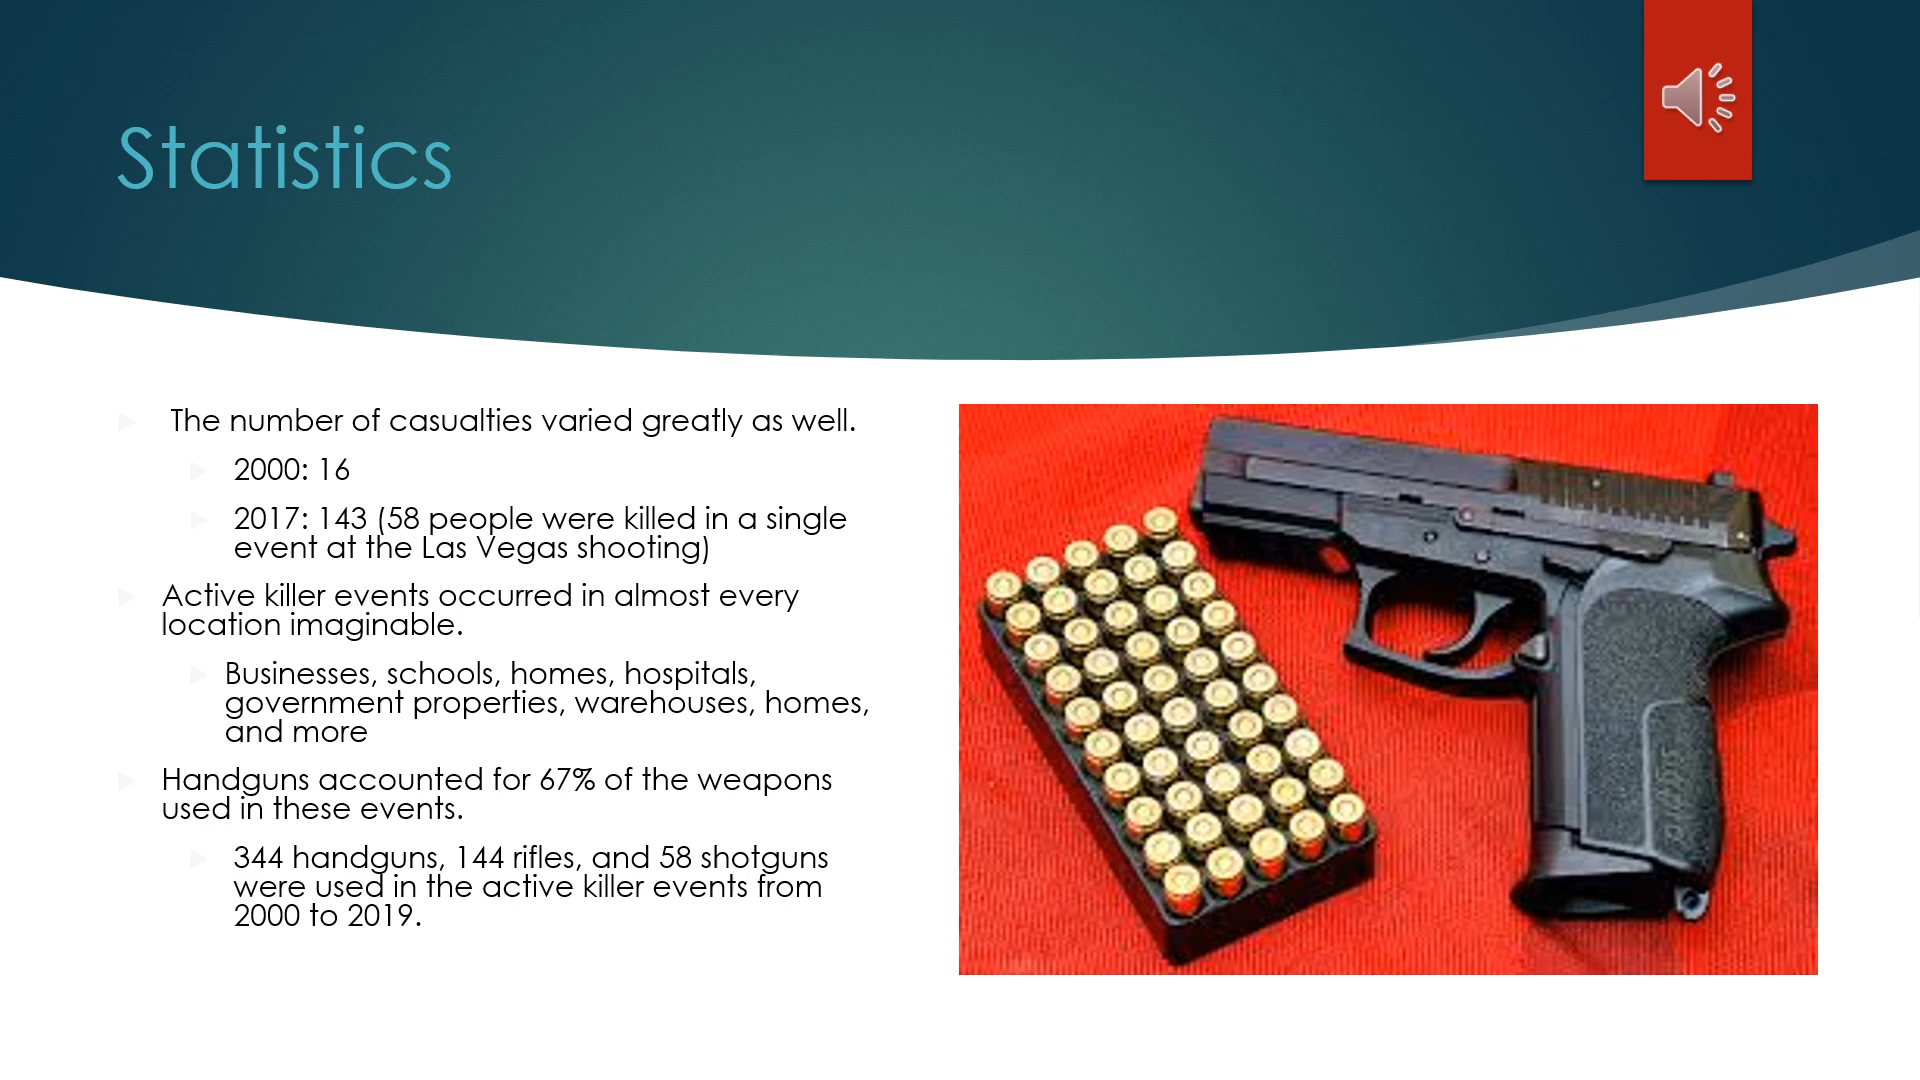 Statistics
The number of casualties varied greatly as well.
2000: 16
2017: 143 (58 people were killed in a single
event at the Las Vegas shooting)
Active killer events occurred in almost every
location imaginable.
Businesses, schools, homes, hospitals,
government properties, warehouses, homes,
and more
Handguns accounted for 67% of the weapons
used in these events.
344 handguns, 144 rifles, and 58 shotguns
were used in the active killer events from
2000 to 2019.